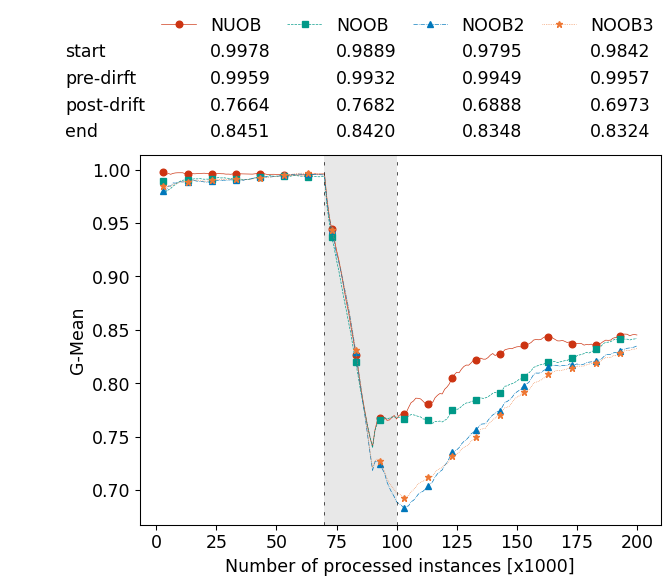 NUOB NOOB NOOB2 NOOB3
start 0.9978 0.9889 0.9795 0.9842
pre-dirft 0.9959 0.9932 0.9949 0.9957
post-drift 0.7664 0.7682 0.6888 0.6973
end 0.8451 0.8420 0.8348 0.8324
1.00
0.95
0.90
0.85
0.80
0.75
0.70
G-Mean
0 25 50 75 100 125 150 175 200
Number of processed instances [x1000]